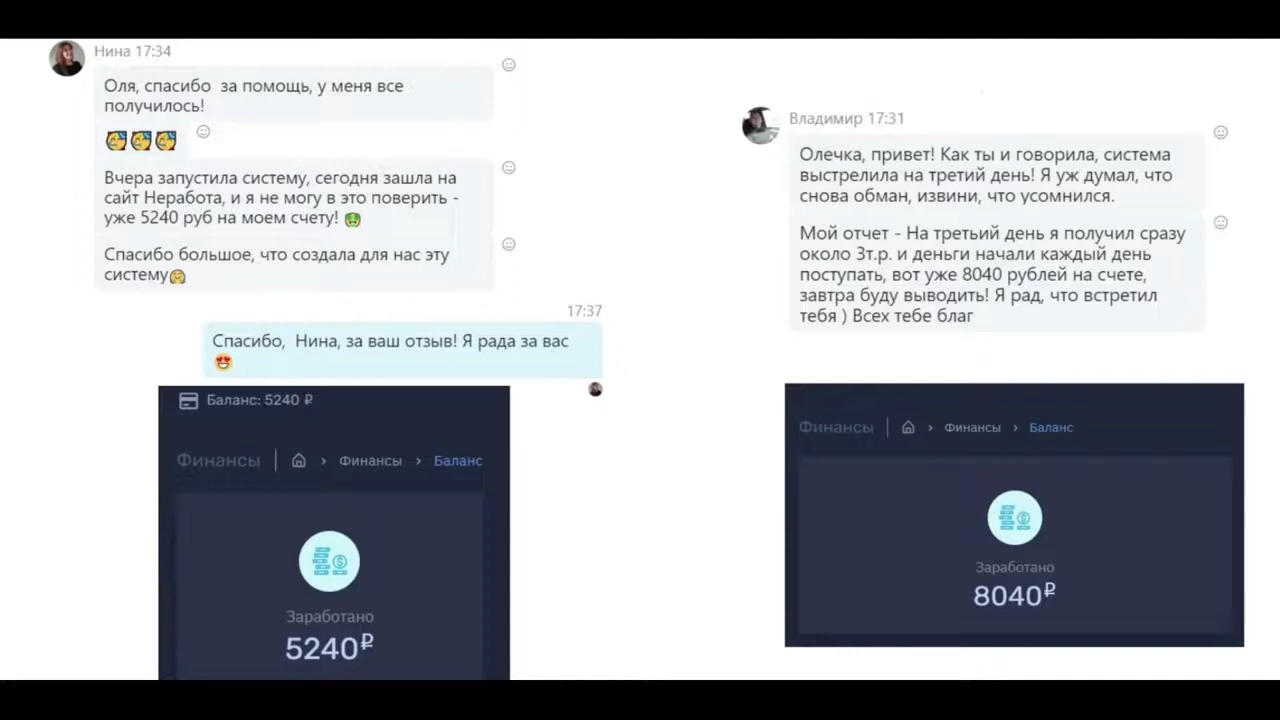 Нина 17:34
Оля, спасибо за помощь, у меня все
получилось!
Вчера запустила систему, сегодня зашла на
сайт Неработа, и я не могу в это поверить -
уже 5240 руб на моем счету!
Спасибо большое, что создала для нас эту
систему
17:37
Спасибо, Нина, за ваш отзыв! Я рада за вас
Баланс: 5240 ₽
Финансы
Финансы
Баланс
Заработано
5240₽
Владимир 17:31
Олечка, привет! Как ты и говорила, система
выстрелила на третий день! Я уж думал, что
снова обман, извини, что усомнился.
Мой отчет - На третьий день я получил сразу
около 3т.р. и деньги начали каждый день
поступать, вот уже 8040 рублей на счете,
завтра буду выводить! Я рад, что встретил
тебя ) Всех тебе благ
Финансы
Финансы
Баланс
Заработано
8040₽